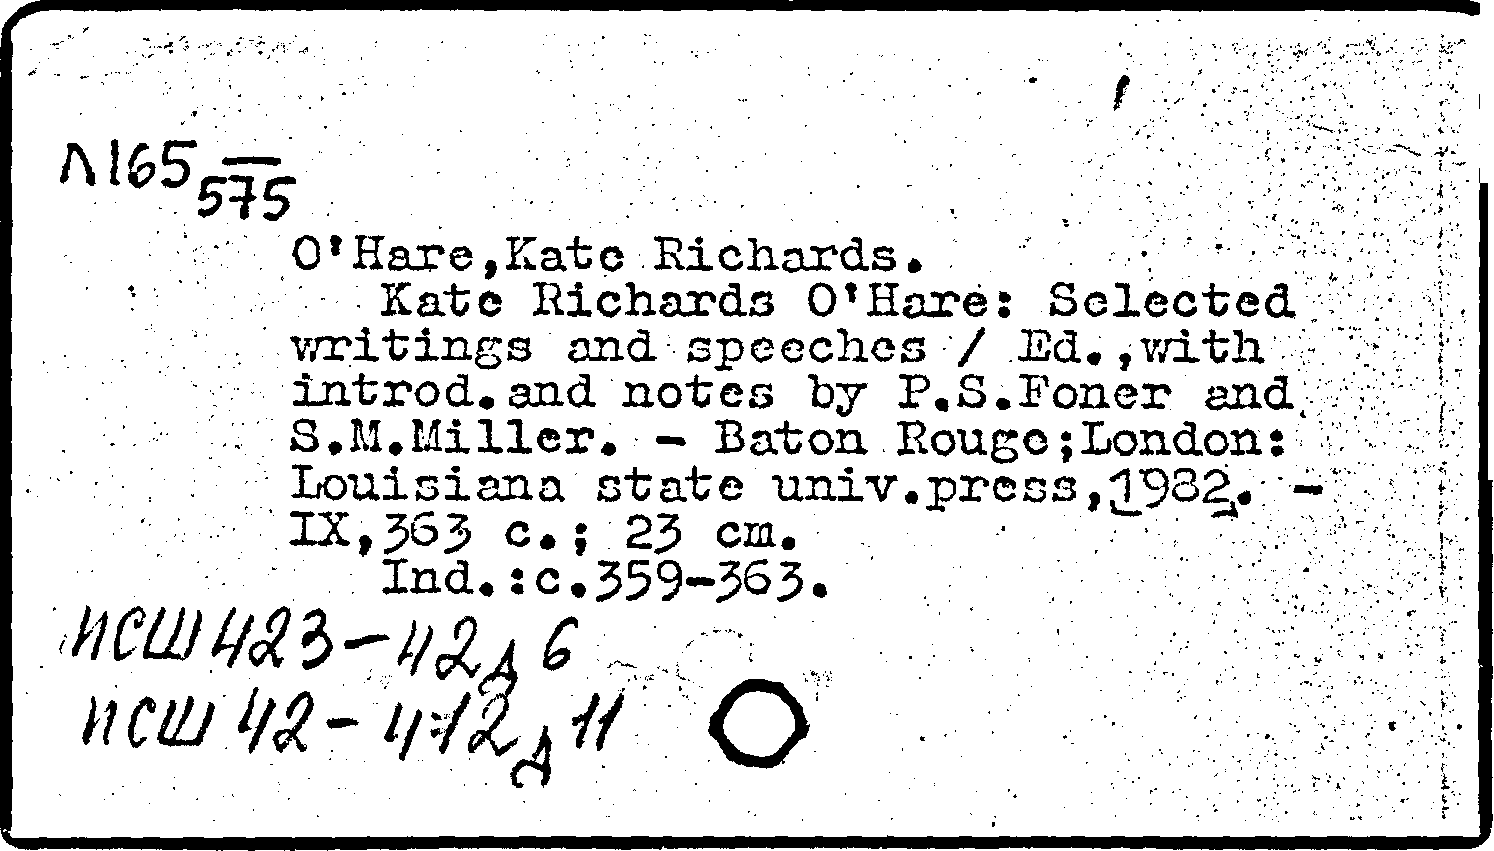 Л165 575
O'Hare,Kate Richards.
Kate Richards O'Hare: Selected
writings and speeches / Ed.,with
introd.and notes by P.S.Foner and
S.M.Miller. – Baton Rouge;London:
Louisiana state univ.press,1982. –
IX,363 c.; 23 cm.
Ind.:c.359-363.
ИСШ 423-42д6
ИСШ 42-412д11